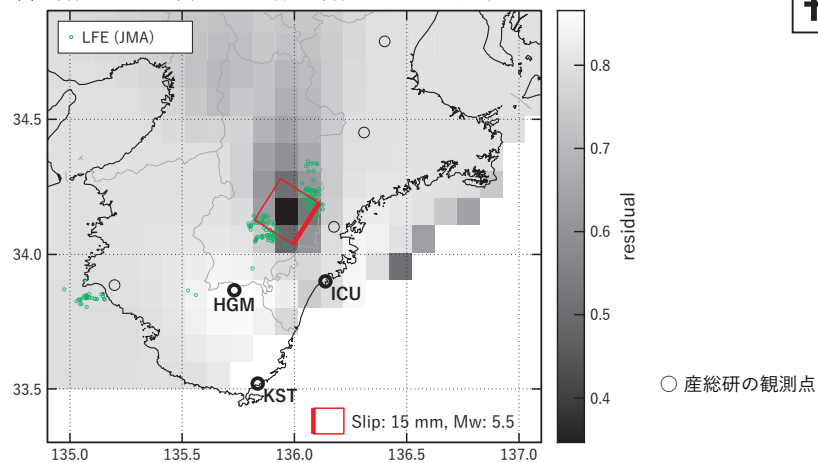 LFE (JMA)
34.5
34.0
33.5
HGM
ICU
KST
Slip: 15 mm, Mw: 5.5
135.0 135.5 136.0 136.5 137.0
0.8
0.7
0.6
0.5
0.4
residual
○ 産総研の観測点